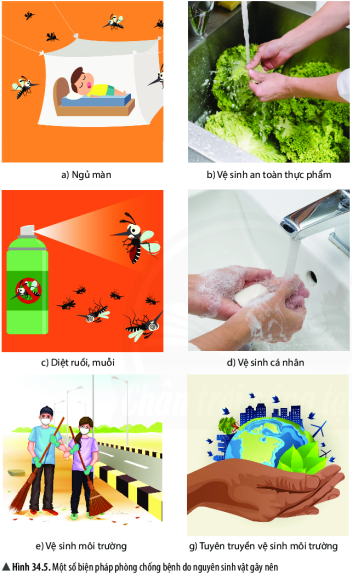 a) Ngủ màn
b) Vệ sinh an toàn thực phẩm
c) Diệt ruồi, muỗi
d) Vệ sinh cá nhân
e) Vệ sinh môi trường
g) Tuyên truyền vệ sinh môi trường
▲ Hình 34.5. Một số biện pháp phòng chống bệnh do nguyên sinh vật gây nên